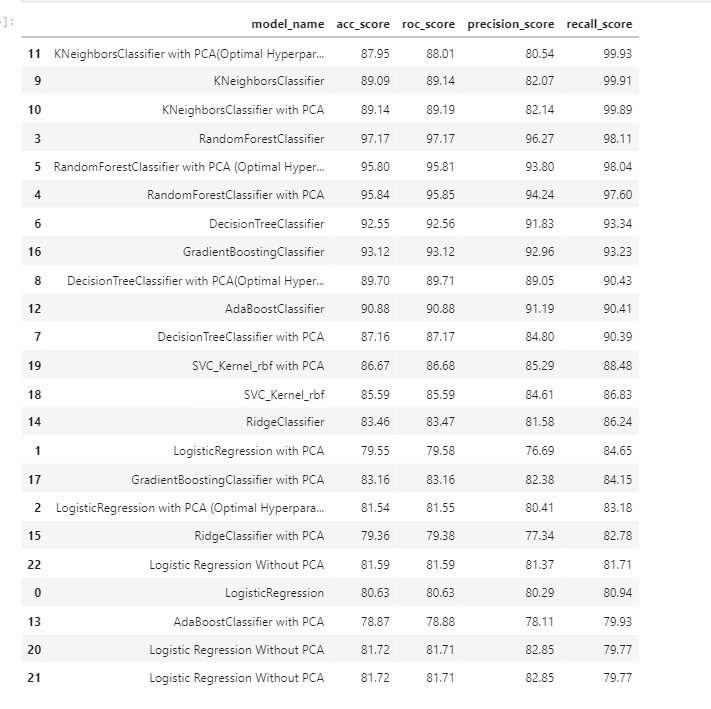 ]:
model_name acc_score roc_score precision_score recall_score
11 KNeighborsClassifier with PCA(Optimal Hyperpar... 87.95 88.01 80.54 99.93
9 KNeighborsClassifier 89.09 89.14 82.07 99.91
10 KNeighborsClassifier with PCA 89.14 89.19 82.14 99.89
3 RandomForestClassifier 97.17 97.17 96.27 98.11
5 RandomForestClassifier with PCA (Optimal Hyper... 95.80 95.81 93.80 98.04
4 RandomForestClassifier with PCA 95.84 95.85 94.24 97.60
6 DecisionTreeClassifier 92.55 92.56 91.83 93.34
16 GradientBoostingClassifier 93.12 93.12 92.96 93.23
8 DecisionTreeClassifier with PCA(Optimal Hyper... 89.70 89.71 89.05 90.43
12 AdaBoostClassifier 90.88 90.88 91.19 90.41
7 DecisionTreeClassifier with PCA 87.16 87.17 84.80 90.39
19 SVC_Kernel_rbf with PCA 86.67 86.68 85.29 88.48
18 SVC_Kernel_rbf 85.59 85.59 84.61 86.83
14 RidgeClassifier 83.46 83.47 81.58 86.24
1 LogisticRegression with PCA 79.55 79.58 76.69 84.65
17 GradientBoostingClassifier with PCA 83.16 83.16 82.38 84.15
2 LogisticRegression with PCA (Optimal Hyperpara... 81.54 81.55 80.41 83.18
15 RidgeClassifier with PCA 79.36 79.38 77.34 82.78
22 Logistic Regression Without PCA 81.59 81.59 81.37 81.71
0 LogisticRegression 80.63 80.63 80.29 80.94
13 AdaBoostClassifier with PCA 78.87 78.88 78.11 79.93
20 Logistic Regression Without PCA 81.72 81.71 82.85 79.77
21 Logistic Regression Without PCA 81.72 81.71 82.85 79.77